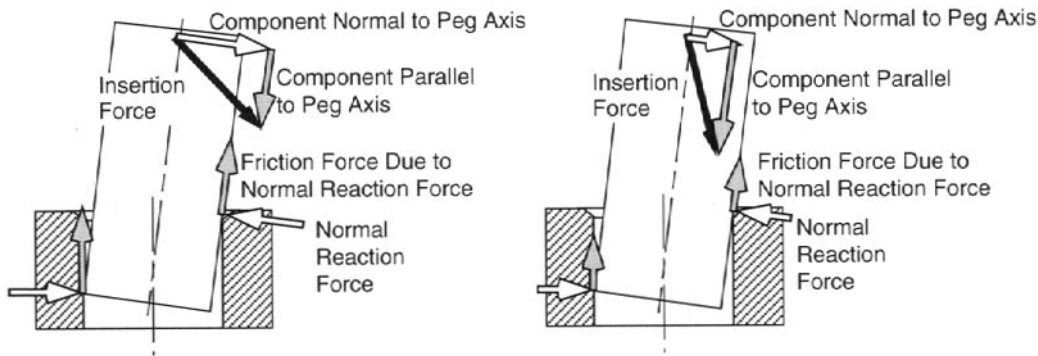 Component Normal to Peg Axis
Insertion
Force
Component Parallel
to Peg Axis
Friction Force Due to
Normal Reaction Force
Normal
Reaction
Force
Component Normal to Peg Axis
Insertion
Force
Component Parallel
to Peg Axis
Friction Force Due to
Normal Reaction Force
Normal
Reaction
Force